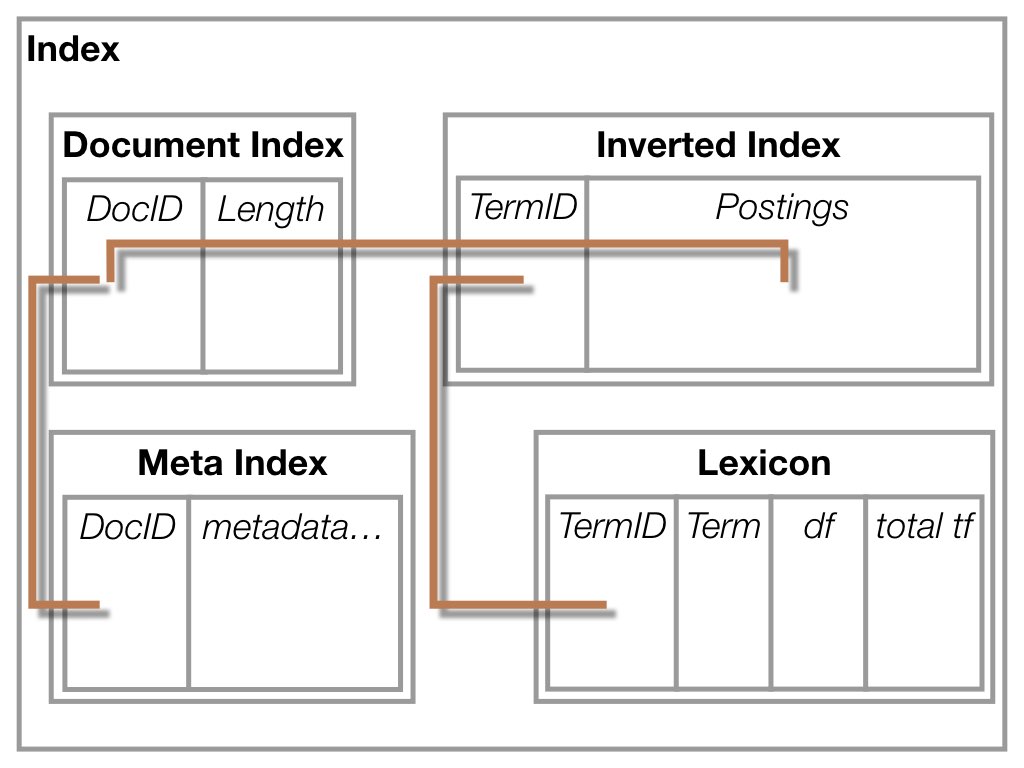 Index
Document Index
DocID Length
Inverted Index
TermID Postings
Meta Index
DocID metadata…
Lexicon
TermID Term df total tf